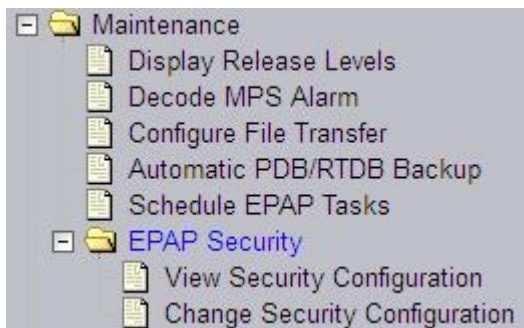 Maintenance
Display Release Levels
Decode MPS Alarm
Configure File Transfer
Automatic PDB/RTDB Backup
Schedule EPAP Tasks
EPAP Security
View Security Configuration
Change Security Configuration